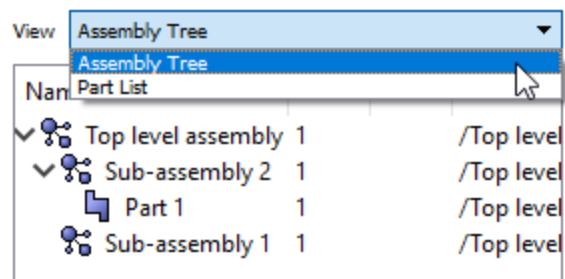 View Assembly Tree
Assembly Tree
Part List
Top level assembly 1 /Top level
Sub-assembly 2 1 /Top level
Part 1 1 /Top level
Sub-assembly 1 1 /Top level